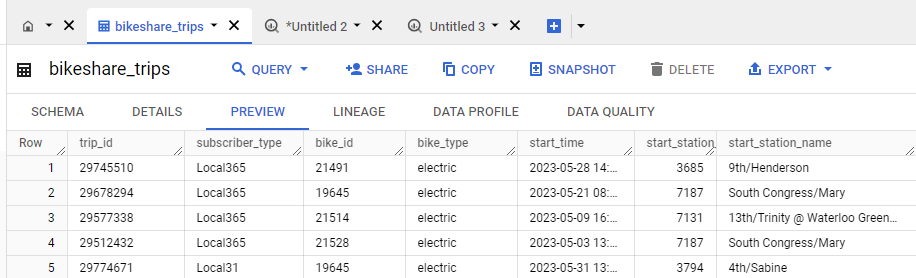 bikeshare_trips *Untitled 2 Untitled 3
bikeshare_trips QUERY SHARE COPY SNAPSHOT DELETE EXPORT
SCHEMA DETAILS PREVIEW LINEAGE DATA PROFILE DATA QUALITY
Row trip_id subscriber_type bike_id bike_type start_time start_station_ start_station_name
1 29745510 Local365 21491 electric 2023-05-28 14:... 3685 9th/Henderson
2 29678294 Local365 19645 electric 2023-05-21 08:... 7187 South Congress/Mary
3 29577338 Local365 21514 electric 2023-05-09 16:... 7131 13th/Trinity @ Waterloo Green...
4 29512432 Local365 21528 electric 2023-05-03 13:... 7187 South Congress/Mary
5 29774671 Local31 19645 electric 2023-05-31 13:... 3794 4th/Sabine